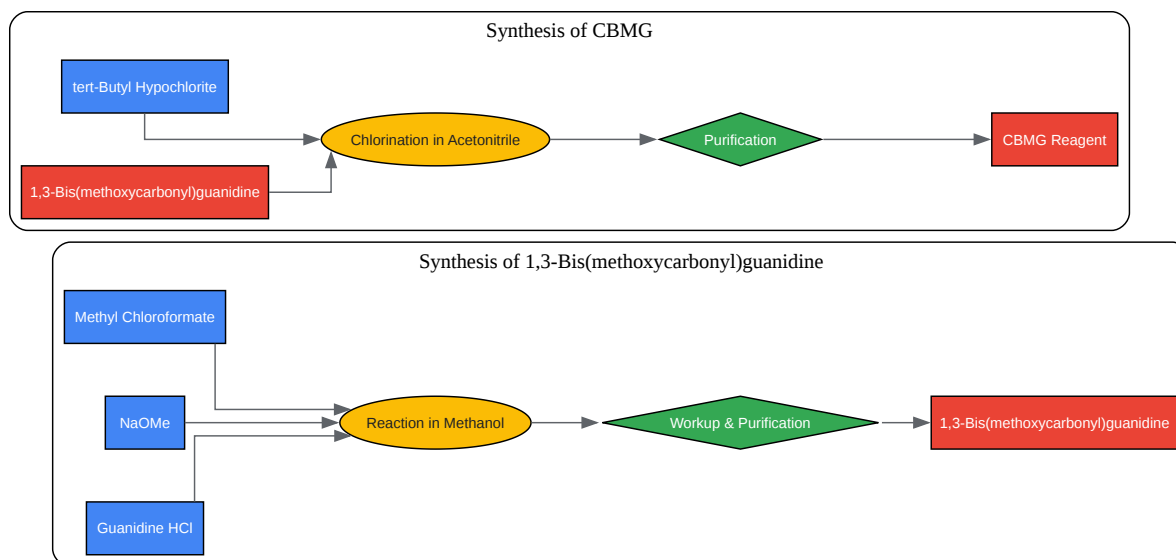 Synthesis of CBMG
tert-Butyl Hypochlorite
Chlorination in Acetonitrile
Purification
CBMG Reagent
1,3-Bis(methoxycarbonyl)guanidine
Synthesis of 1,3-Bis(methoxycarbonyl)guanidine
Methyl Chloroformate
NaOMe
Reaction in Methanol
Workup & Purification
1,3-Bis(methoxycarbonyl)guanidine
Guanidine HCl